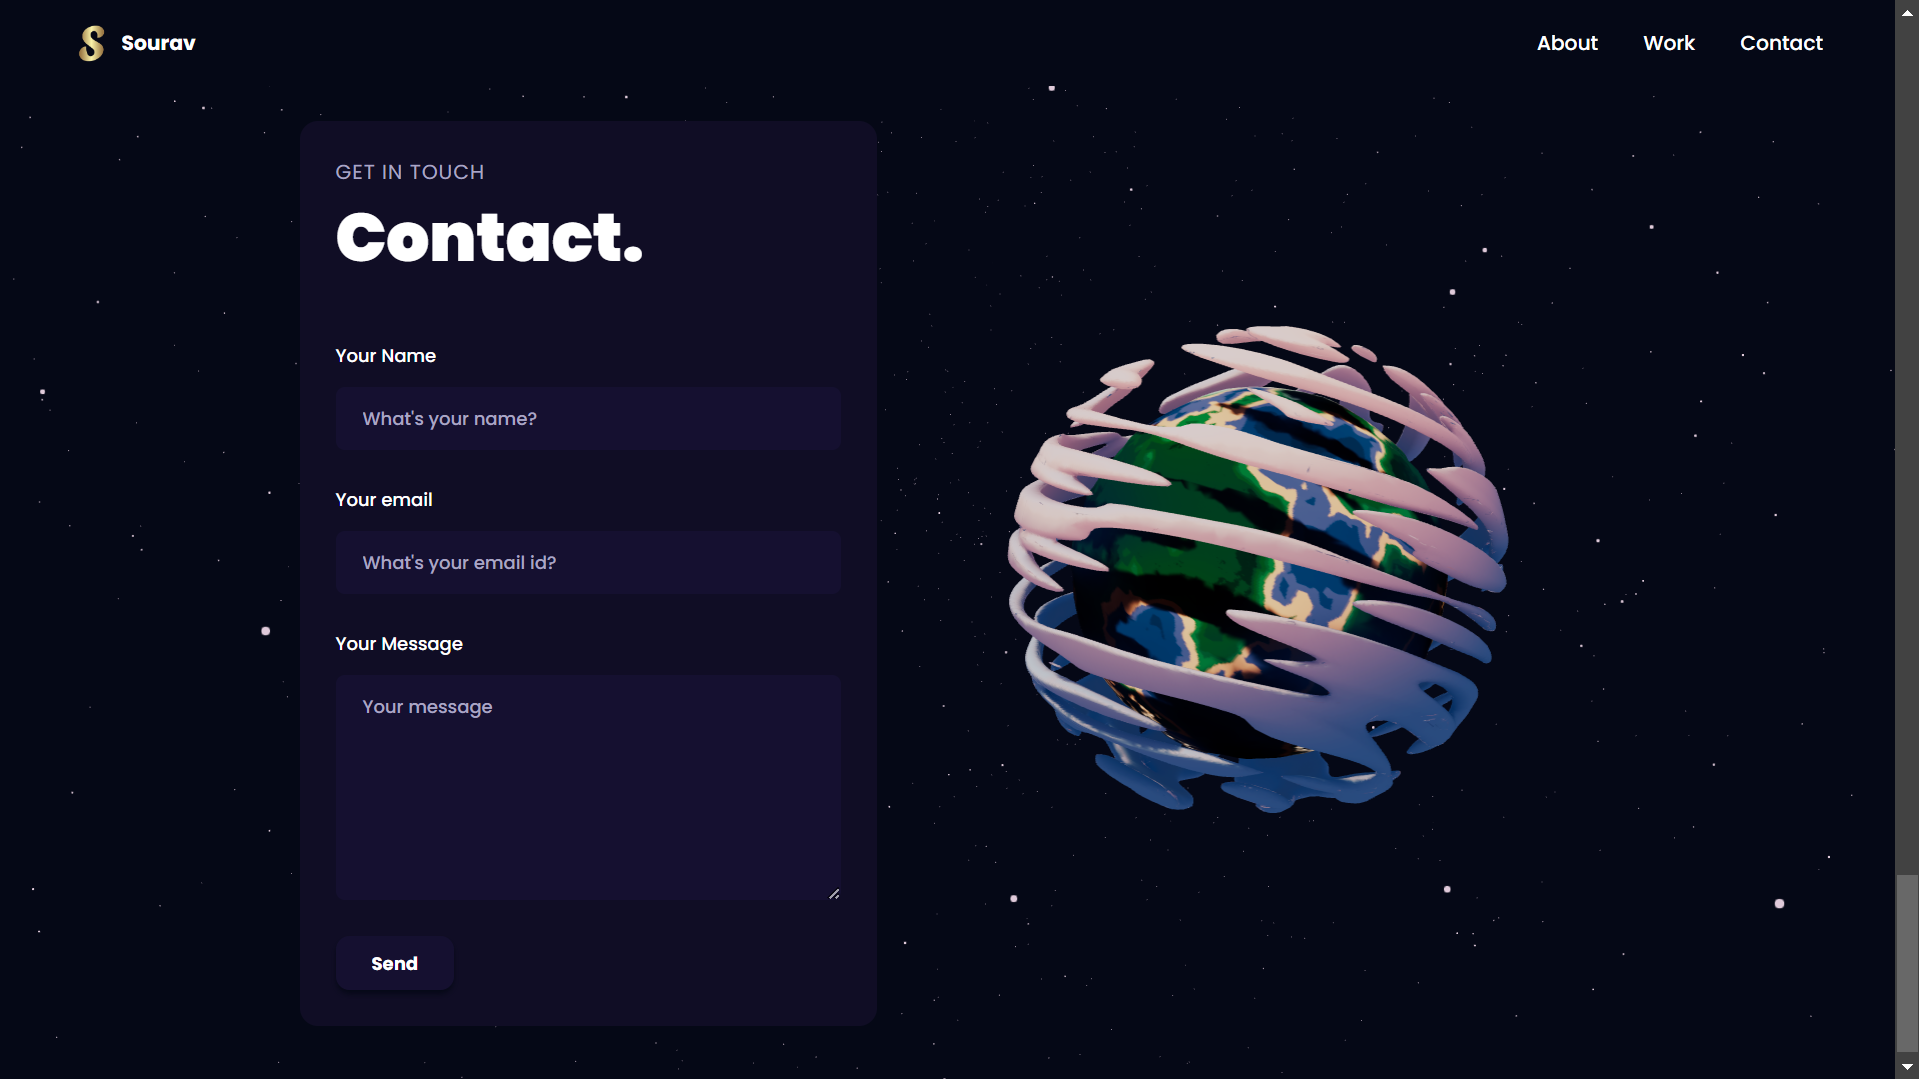 Sourav
About
Work
Contact
GET IN TOUCH
Contact.
Your Name
What's your name?
Your email
What's your email id?
Your Message
Your message
Send